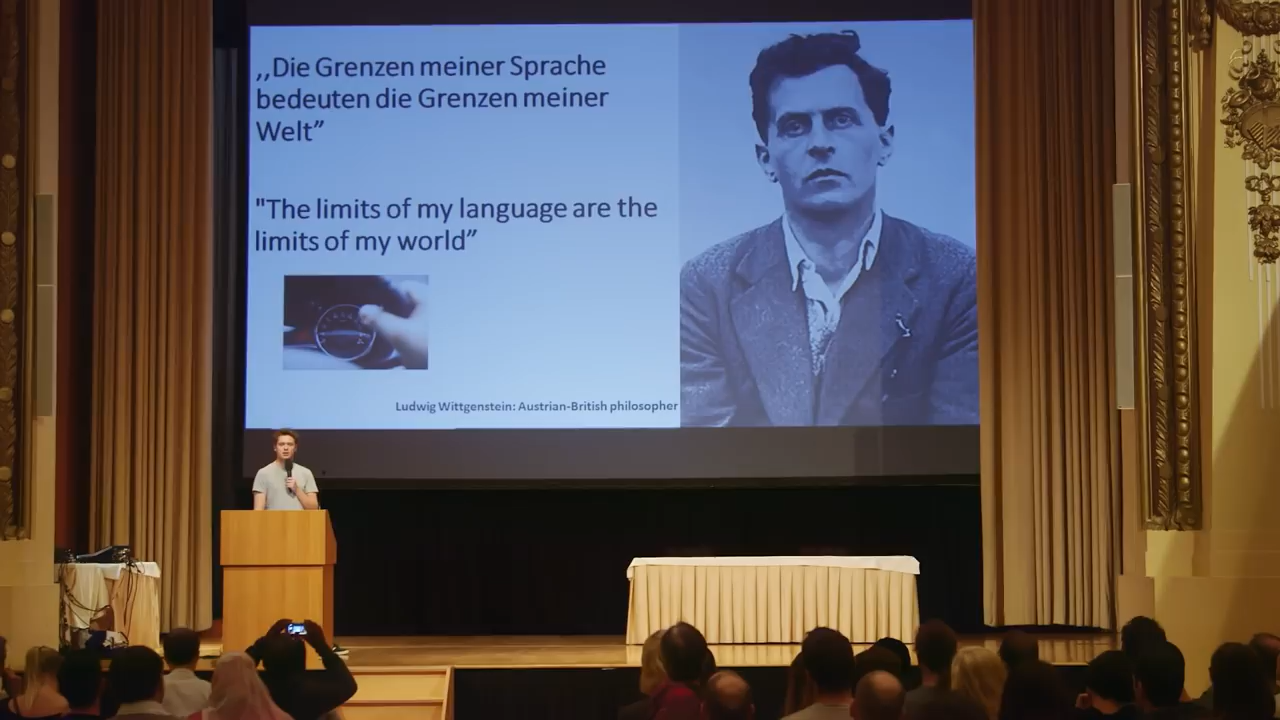 ,,Die Grenzen meiner Sprache
bedeuten die Grenzen meiner
Welt”
"The limits of my language are the
limits of my world”
Ludwig Wittgenstein: Austrian-British philosopher